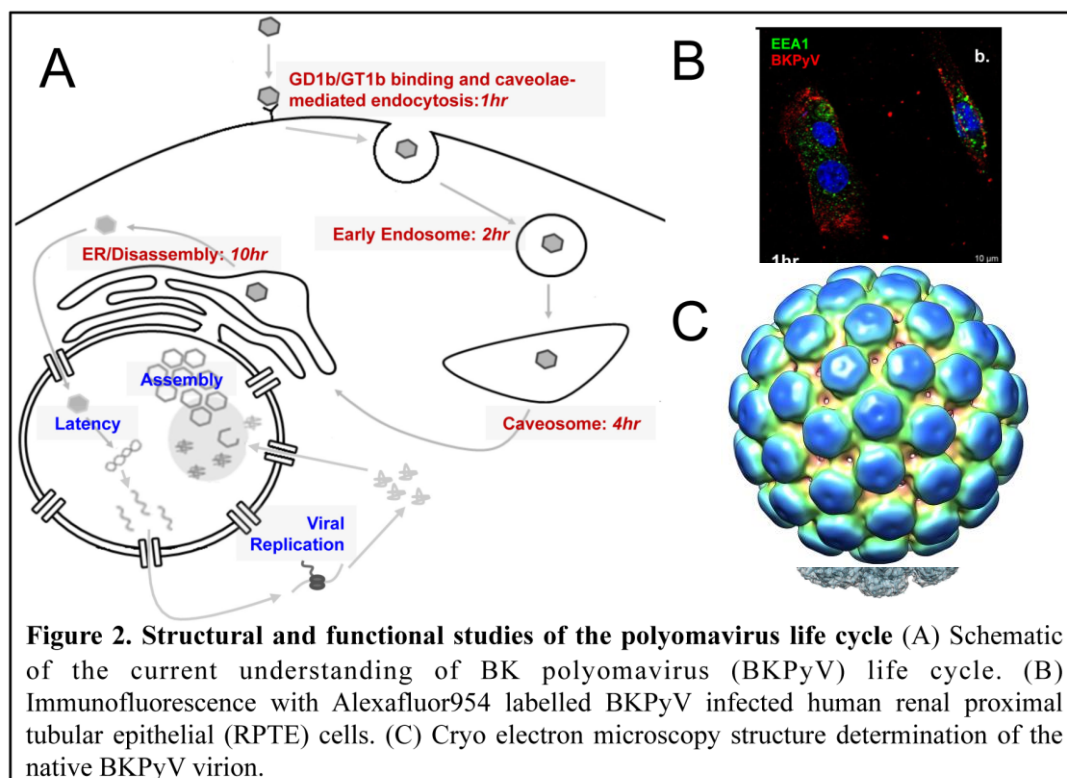 A
GD1b/GT1b binding and caveolae-
mediated endocytosis: 1hr
Early Endosome: 2hr
ER/Disassembly: 10hr
Caveosome: 4hr
Assembly
Latency
Viral
Replication
B
EEA1
BKPyV
b.
1hr
10 µm
C
Figure 2. Structural and functional studies of the polyomavirus life cycle (A) Schematic
of the current understanding of BK polyomavirus (BKPyV) life cycle. (B)
Immunofluorescence with Alexafluor954 labelled BKPyV infected human renal proximal
tubular epithelial (RPTE) cells. (C) Cryo electron microscopy structure determination of the
native BKPyV virion.